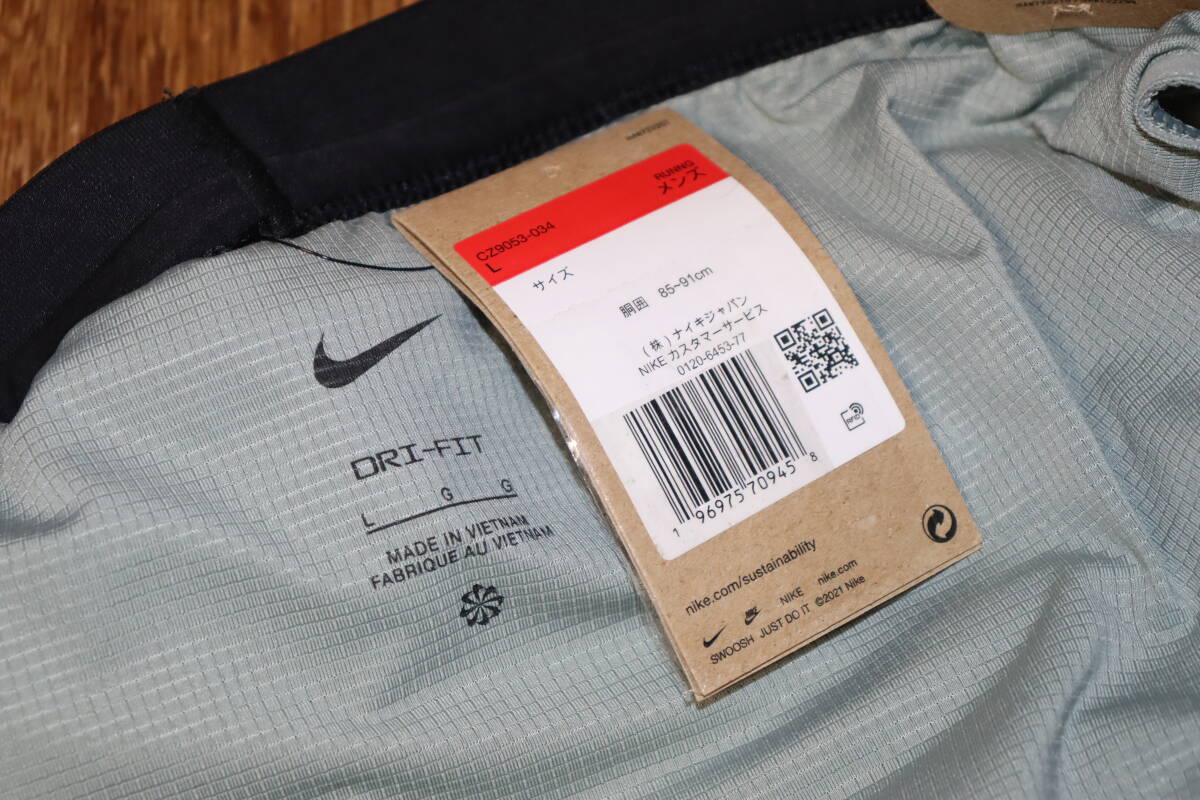 RUNNG
メンズ
CZ9053-034
L
サイズ
胴囲 85-91cm
(株)ナイキジャパン
NIKE カスタマーサービス
0120-6453-77
RFID
1 96975 70945 8
nike.com/sustainability
NIKE nike.com
SWOOSH JUST DO IT ©2021 Nike
DRI-FIT
L G G
MADE IN VIETNAM
FABRIQUE AU VIETNAM